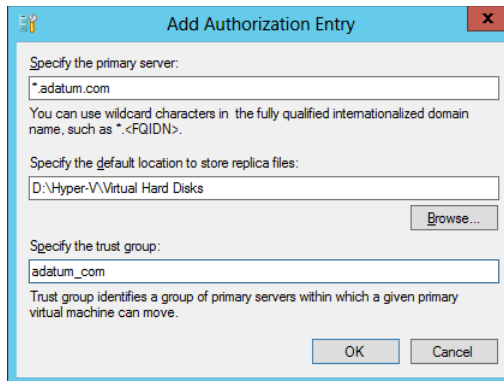 Add Authorization Entry
x
Specify the primary server:
*.adatum.com
You can use wildcard characters in the fully qualified internationalized domain
name, such as *.<FQIDN>.
Specify the default location to store replica files:
D:\Hyper-V\Virtual Hard Disks
Browse...
Specify the trust group:
adatum_com
Trust group identifies a group of primary servers within which a given primary
virtual machine can move.
OK Cancel